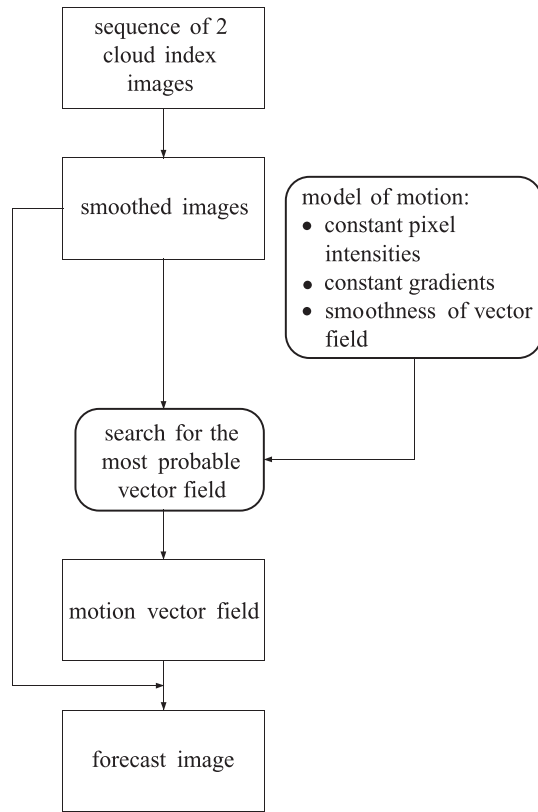 sequence of 2
cloud index
images
smoothed images
model of motion:
• constant pixel
intensities
• constant gradients
• smoothness of vector
field
search for the
most probable
vector field
motion vector field
forecast image